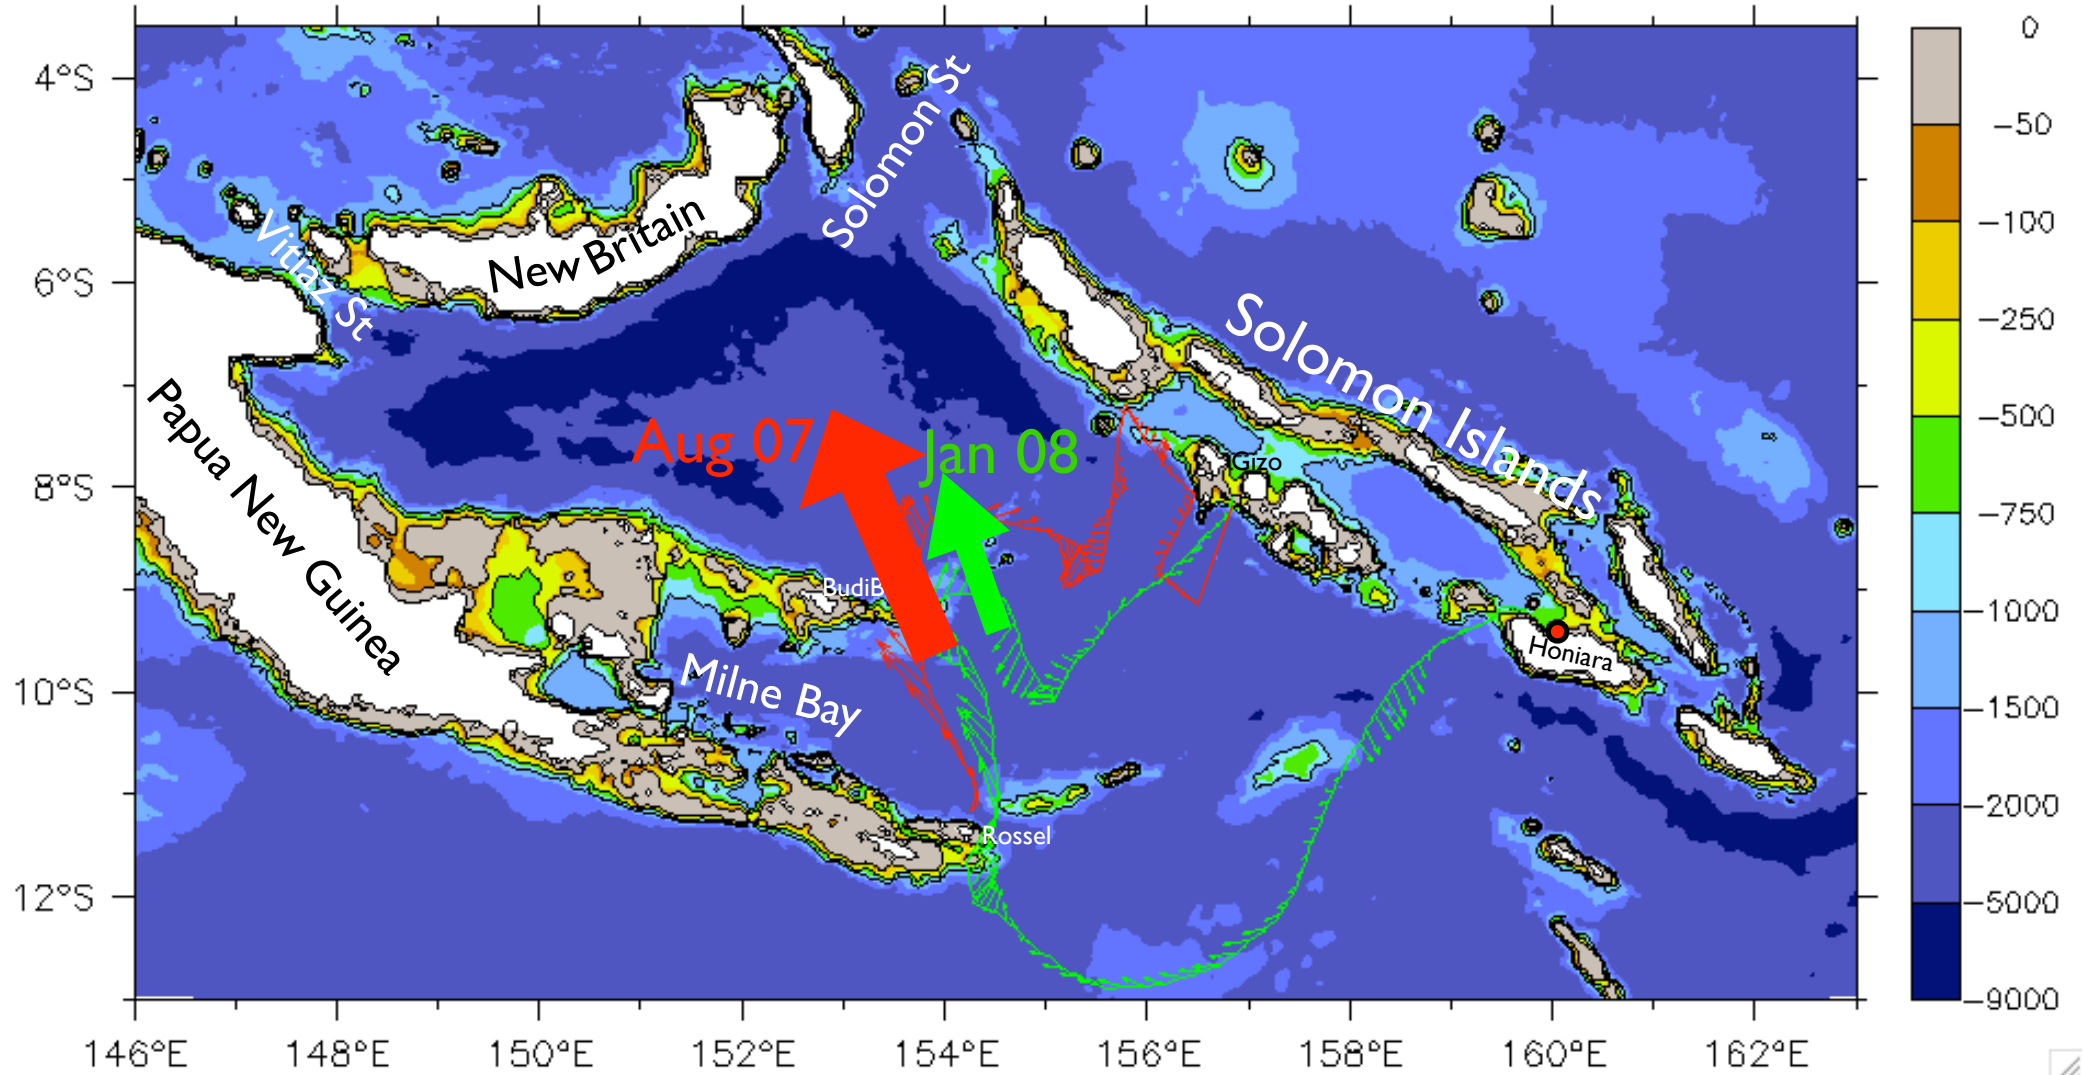 4°S
6°S
8°S
10°S
12°S
146°E
148°E
150°E
152°E
154°E
156°E
158°E
160°E
162°E
Solomon St
Vitiaz St
New Britain
Solomon Islands
Papua New Guinea
Aug 07
Jan 08
Gizo
BudiB
Milne Bay
Honiara
Rossel
0
-50
-100
-250
-500
-750
-1000
-1500
-2000
-5000
-9000